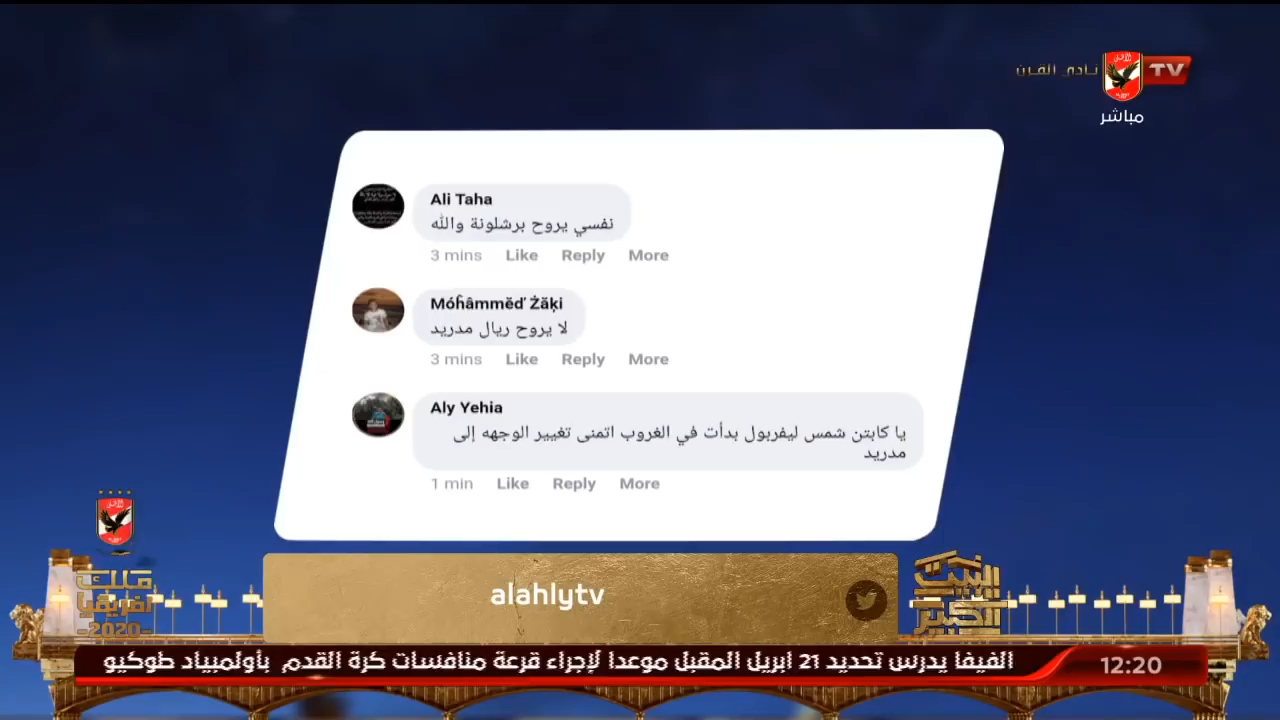 نادي القرن
TV
مباشر
Ali Taha
نفسي يروح برشلونة والله
3 mins Like Reply More
Móĥâmmëď Żăķi
لا يروح ريال مدريد
3 mins Like Reply More
Aly Yehia
يا كابتن شمس ليفربول بدأت في الغروب اتمنى تغيير الوجهه إلى
مدريد
1 min Like Reply More
ملك
افريقيا
-2020-
alahlytv
البيت
الكبير
الفيفا يدرس تحديد 21 ابريل المقبل موعدا لإجراء قرعة منافسات كرة القدم بأولمبياد طوكيو
12:20